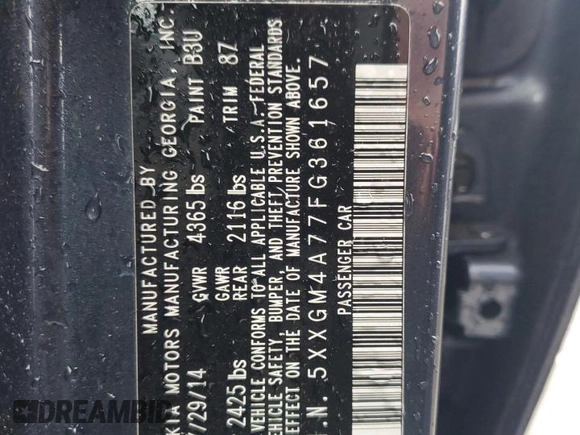 MANUFACTURED BY
KIA MOTORS MANUFACTURING GEORGIA, INC.
/29/14 GVWR 4365 lbs PAINT B3U
GAWR
2425 lbs REAR 2116 lbs TRIM 87
VEHICLE CONFORMS TO ALL APPLICABLE U.S.A. FEDERAL
VEHICLE SAFETY, BUMPER, AND THEFT PREVENTION STANDARDS
EFFECT ON THE DATE OF MANUFACTURE SHOWN ABOVE.
.N. 5XXGM4A77FG361657
PASSENGER CAR
DREAMBID